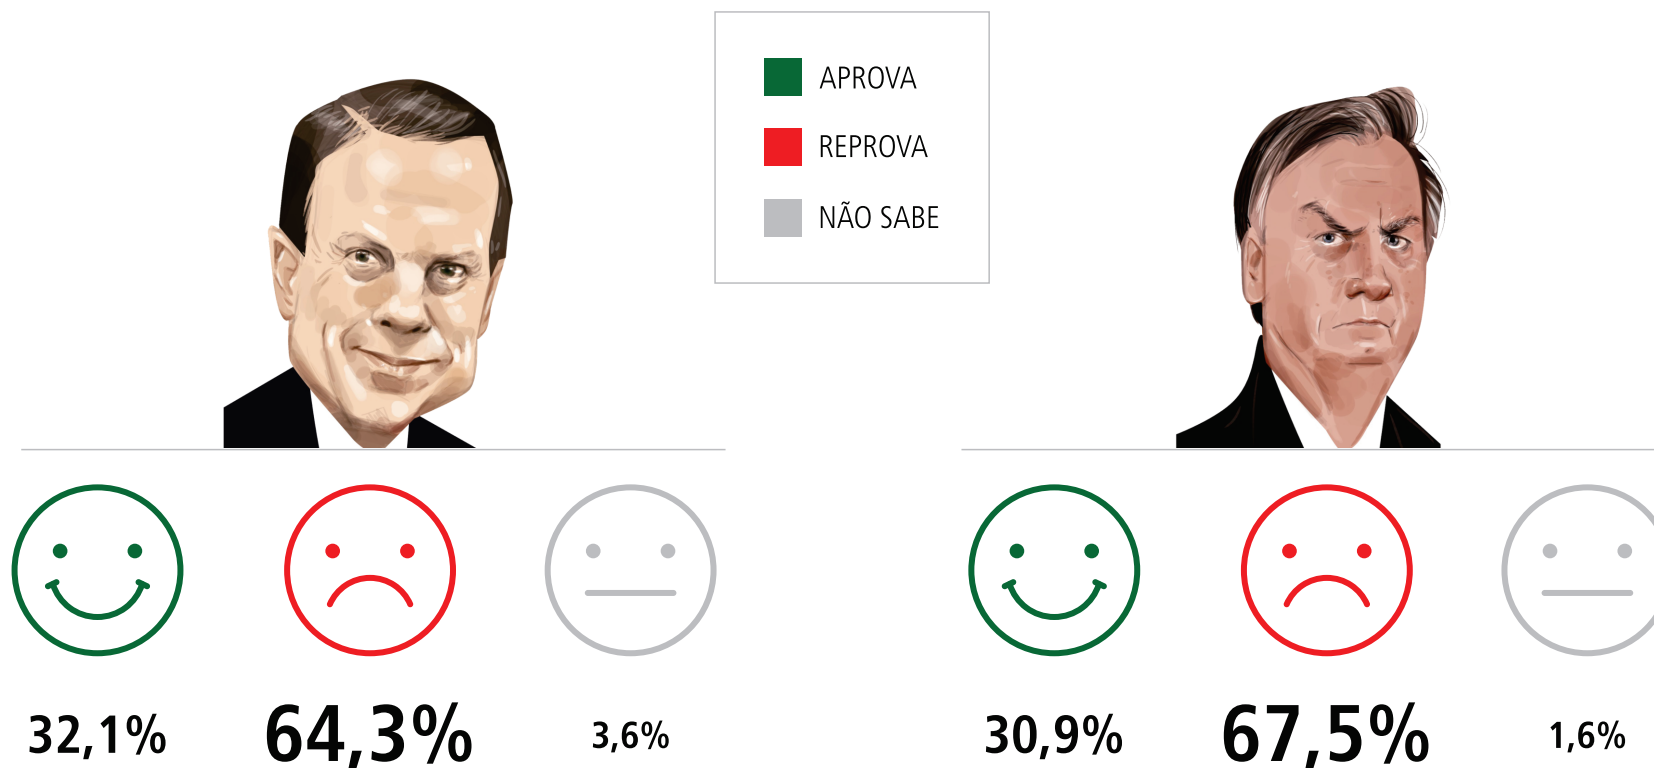 APROVA
REPROVA
NÃO SABE
32,1% 64,3% 3,6%
30,9% 67,5% 1,6%